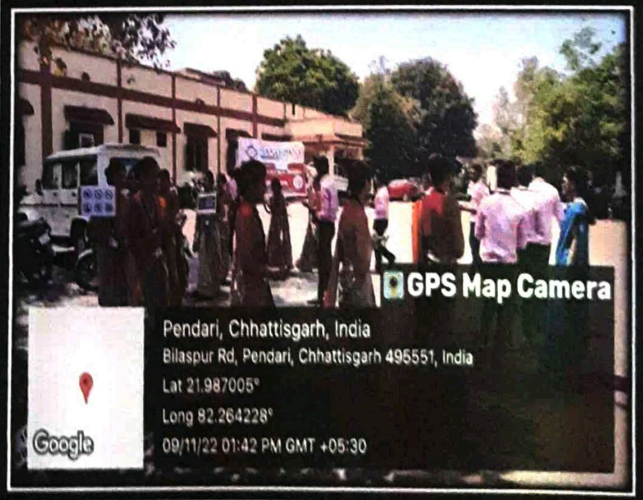 GPS Map Camera
Pendari, Chhattisgarh, India
Bilaspur Rd, Pendari, Chhattisgarh 495551, India
Lat 21.987005°
Long 82.264228°
09/11/22 01:42 PM GMT +05:30
Google